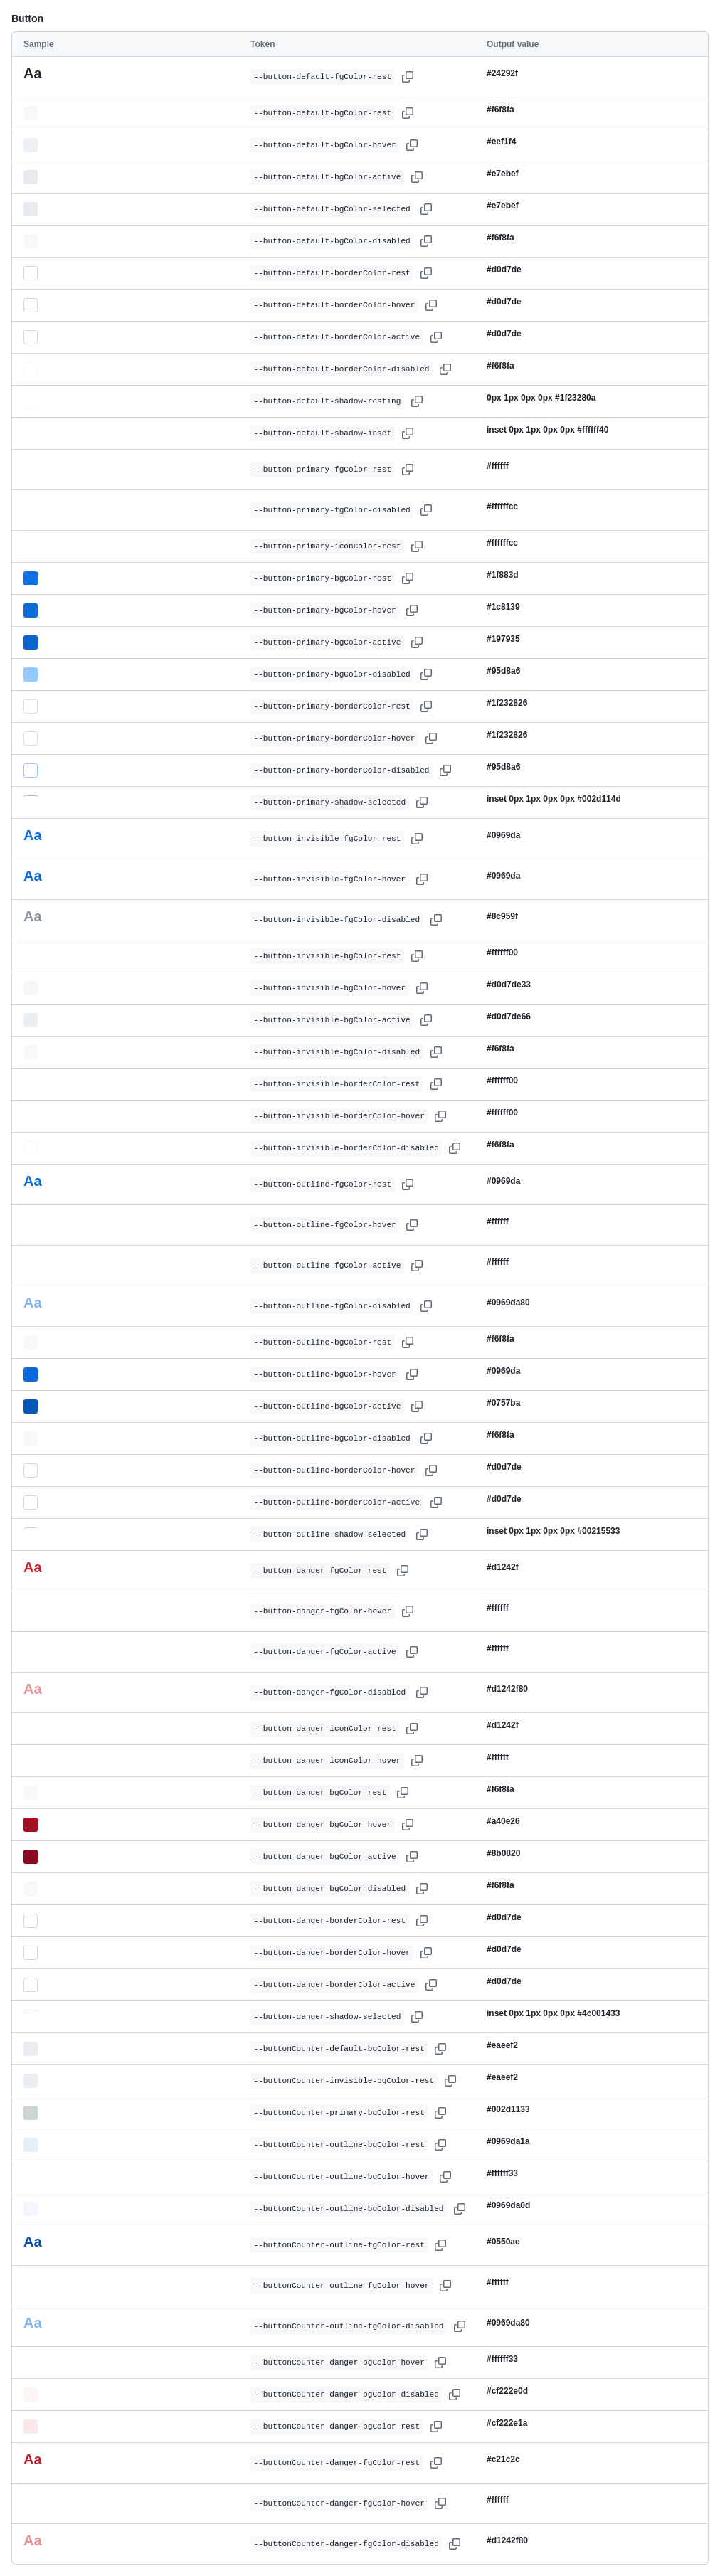 Button
Sample Token Output value
Aa --button-default-fgColor-rest #24292f
--button-default-bgColor-rest #f6f8fa
--button-default-bgColor-hover #eef1f4
--button-default-bgColor-active #e7ebef
--button-default-bgColor-selected #e7ebef
--button-default-bgColor-disabled #f6f8fa
--button-default-borderColor-rest #d0d7de
--button-default-borderColor-hover #d0d7de
--button-default-borderColor-active #d0d7de
--button-default-borderColor-disabled #f6f8fa
--button-default-shadow-resting 0px 1px 0px 0px #1f23280a
--button-default-shadow-inset inset 0px 1px 0px 0px #ffffff40
--button-primary-fgColor-rest #ffffff
--button-primary-fgColor-disabled #ffffffcc
--button-primary-iconColor-rest #ffffffcc
--button-primary-bgColor-rest #1f883d
--button-primary-bgColor-hover #1c8139
--button-primary-bgColor-active #197935
--button-primary-bgColor-disabled #95d8a6
--button-primary-borderColor-rest #1f232826
--button-primary-borderColor-hover #1f232826
--button-primary-borderColor-disabled #95d8a6
--button-primary-shadow-selected inset 0px 1px 0px 0px #002d114d
Aa --button-invisible-fgColor-rest #0969da
Aa --button-invisible-fgColor-hover #0969da
Aa --button-invisible-fgColor-disabled #8c959f
--button-invisible-bgColor-rest #ffffff00
--button-invisible-bgColor-hover #d0d7de33
--button-invisible-bgColor-active #d0d7de66
--button-invisible-bgColor-disabled #f6f8fa
--button-invisible-borderColor-rest #ffffff00
--button-invisible-borderColor-hover #ffffff00
--button-invisible-borderColor-disabled #f6f8fa
Aa --button-outline-fgColor-rest #0969da
--button-outline-fgColor-hover #ffffff
--button-outline-fgColor-active #ffffff
Aa --button-outline-fgColor-disabled #0969da80
--button-outline-bgColor-rest #f6f8fa
--button-outline-bgColor-hover #0969da
--button-outline-bgColor-active #0757ba
--button-outline-bgColor-disabled #f6f8fa
--button-outline-borderColor-hover #d0d7de
--button-outline-borderColor-active #d0d7de
--button-outline-shadow-selected inset 0px 1px 0px 0px #00215533
Aa --button-danger-fgColor-rest #d1242f
--button-danger-fgColor-hover #ffffff
--button-danger-fgColor-active #ffffff
Aa --button-danger-fgColor-disabled #d1242f80
--button-danger-iconColor-rest #d1242f
--button-danger-iconColor-hover #ffffff
--button-danger-bgColor-rest #f6f8fa
--button-danger-bgColor-hover #a40e26
--button-danger-bgColor-active #8b0820
--button-danger-bgColor-disabled #f6f8fa
--button-danger-borderColor-rest #d0d7de
--button-danger-borderColor-hover #d0d7de
--button-danger-borderColor-active #d0d7de
--button-danger-shadow-selected inset 0px 1px 0px 0px #4c001433
--buttonCounter-default-bgColor-rest #eaeef2
--buttonCounter-invisible-bgColor-rest #eaeef2
--buttonCounter-primary-bgColor-rest #002d1133
--buttonCounter-outline-bgColor-rest #0969da1a
--buttonCounter-outline-bgColor-hover #ffffff33
--buttonCounter-outline-bgColor-disabled #0969da0d
Aa --buttonCounter-outline-fgColor-rest #0550ae
--buttonCounter-outline-fgColor-hover #ffffff
Aa --buttonCounter-outline-fgColor-disabled #0969da80
--buttonCounter-danger-bgColor-hover #ffffff33
--buttonCounter-danger-bgColor-disabled #cf222e0d
--buttonCounter-danger-bgColor-rest #cf222e1a
Aa --buttonCounter-danger-fgColor-rest #c21c2c
--buttonCounter-danger-fgColor-hover #ffffff
Aa --buttonCounter-danger-fgColor-disabled #d1242f80